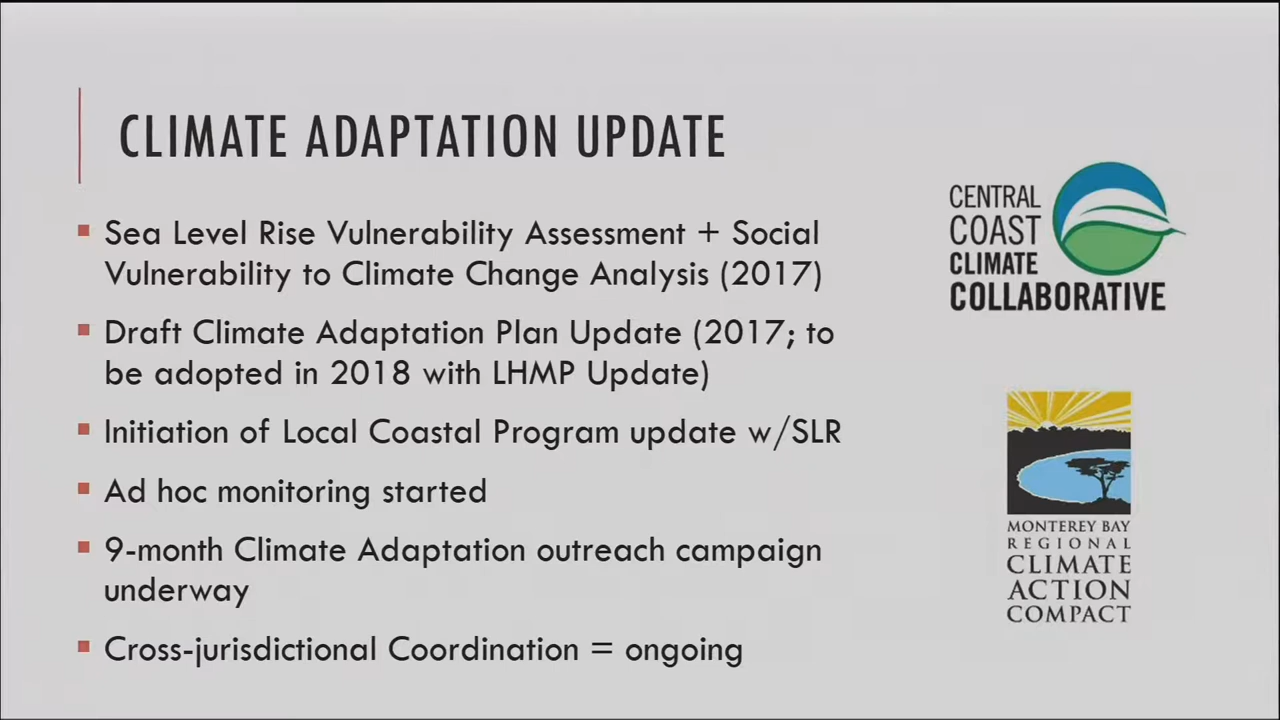 CLIMATE ADAPTATION UPDATE
Sea Level Rise Vulnerability Assessment + Social
Vulnerability to Climate Change Analysis (2017)
Draft Climate Adaptation Plan Update (2017; to
be adopted in 2018 with LHMP Update)
Initiation of Local Coastal Program update w/SLR
Ad hoc monitoring started
9-month Climate Adaptation outreach campaign
underway
Cross-jurisdictional Coordination = ongoing
CENTRAL
COAST
CLIMATE
COLLABORATIVE
MONTEREY BAY
REGIONAL
CLIMATE
ACTION
COMPACT